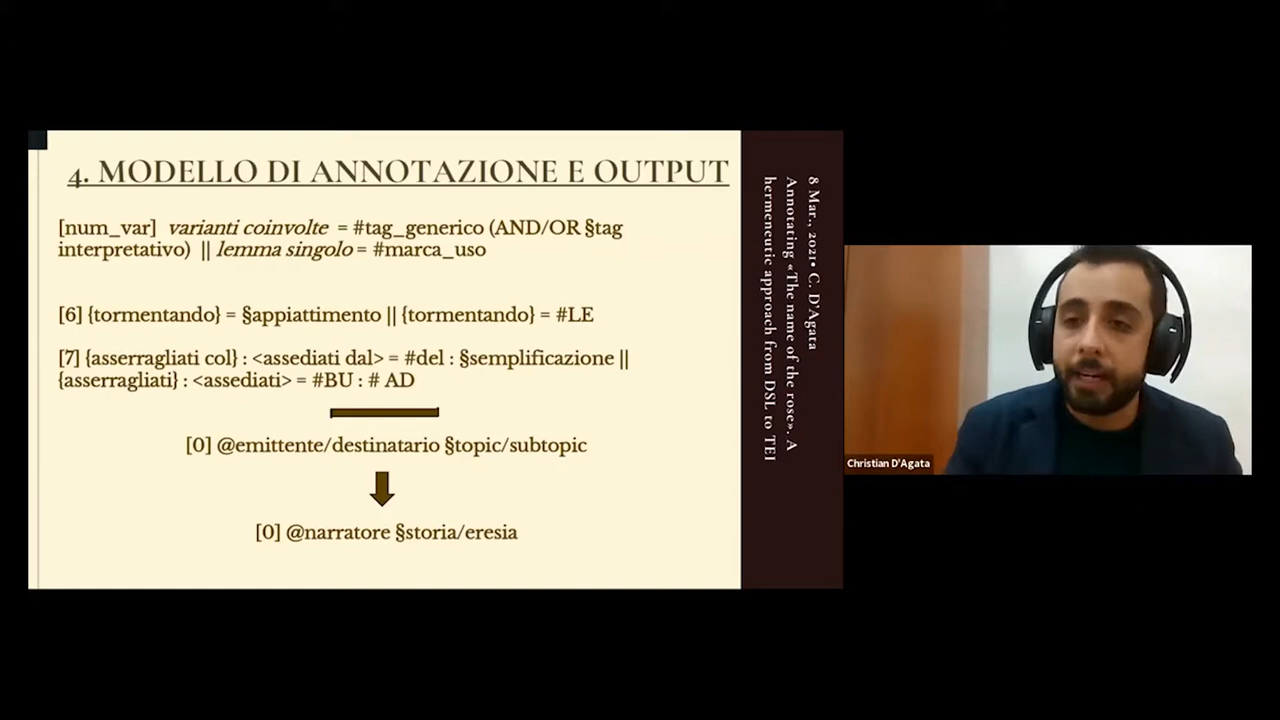 4. MODELLO DI ANNOTAZIONE E OUTPUT
[num_var] varianti coinvolte = #tag_generico (AND/OR §tag
interpretativo) || lemma singolo = #marca_uso
[6] {tormentando} = §appiattimento || {tormentando} = #LE
[7] {asserragliati col} : <assediati dal> = #del : §semplificazione ||
{asserragliati} : <assediati> = #BU : # AD
[0] @emittente/destinatario §topic/subtopic
[0] @narratore §storia/eresia
8 Mar., 2021• C. D'Agata
Annotating «The name of the rose». A
hermeneutic approach from DSL to TEI
Christian D'Agata